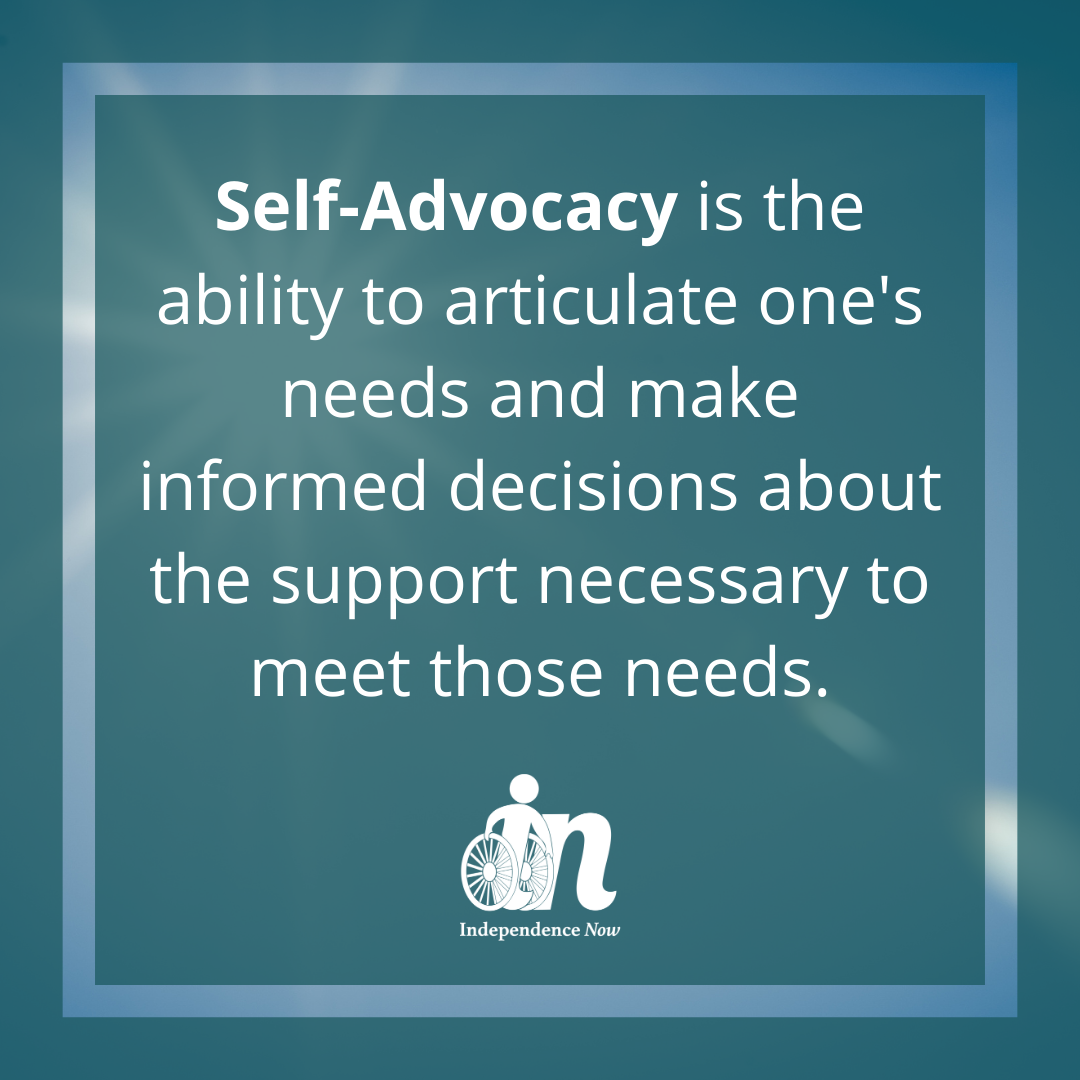 Self-Advocacy is the
ability to articulate one's
needs and make
informed decisions about
the support necessary to
meet those needs.
in
Independence Now